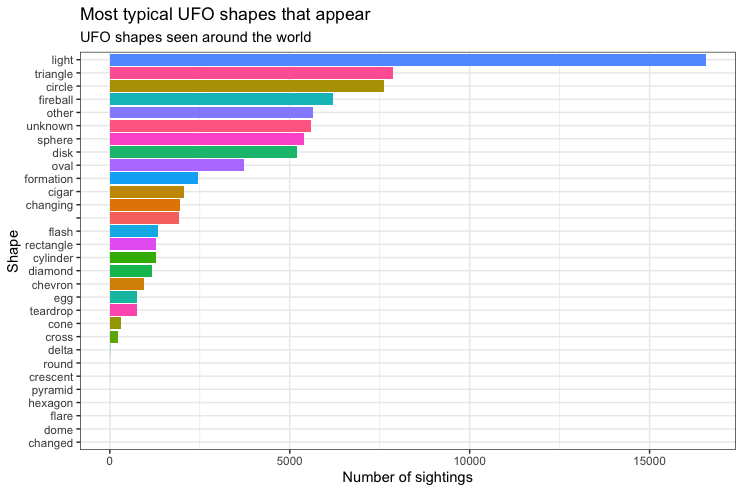 Most typical UFO shapes that appear
UFO shapes seen around the world
light
triangle
circle
fireball
other
unknown
sphere
disk
oval
formation
cigar
changing
flash
rectangle
cylinder
diamond
chevron
egg
teardrop
cone
cross
delta
round
crescent
pyramid
hexagon
flare
dome
changed
Shape
0 5000 10000 15000
Number of sightings